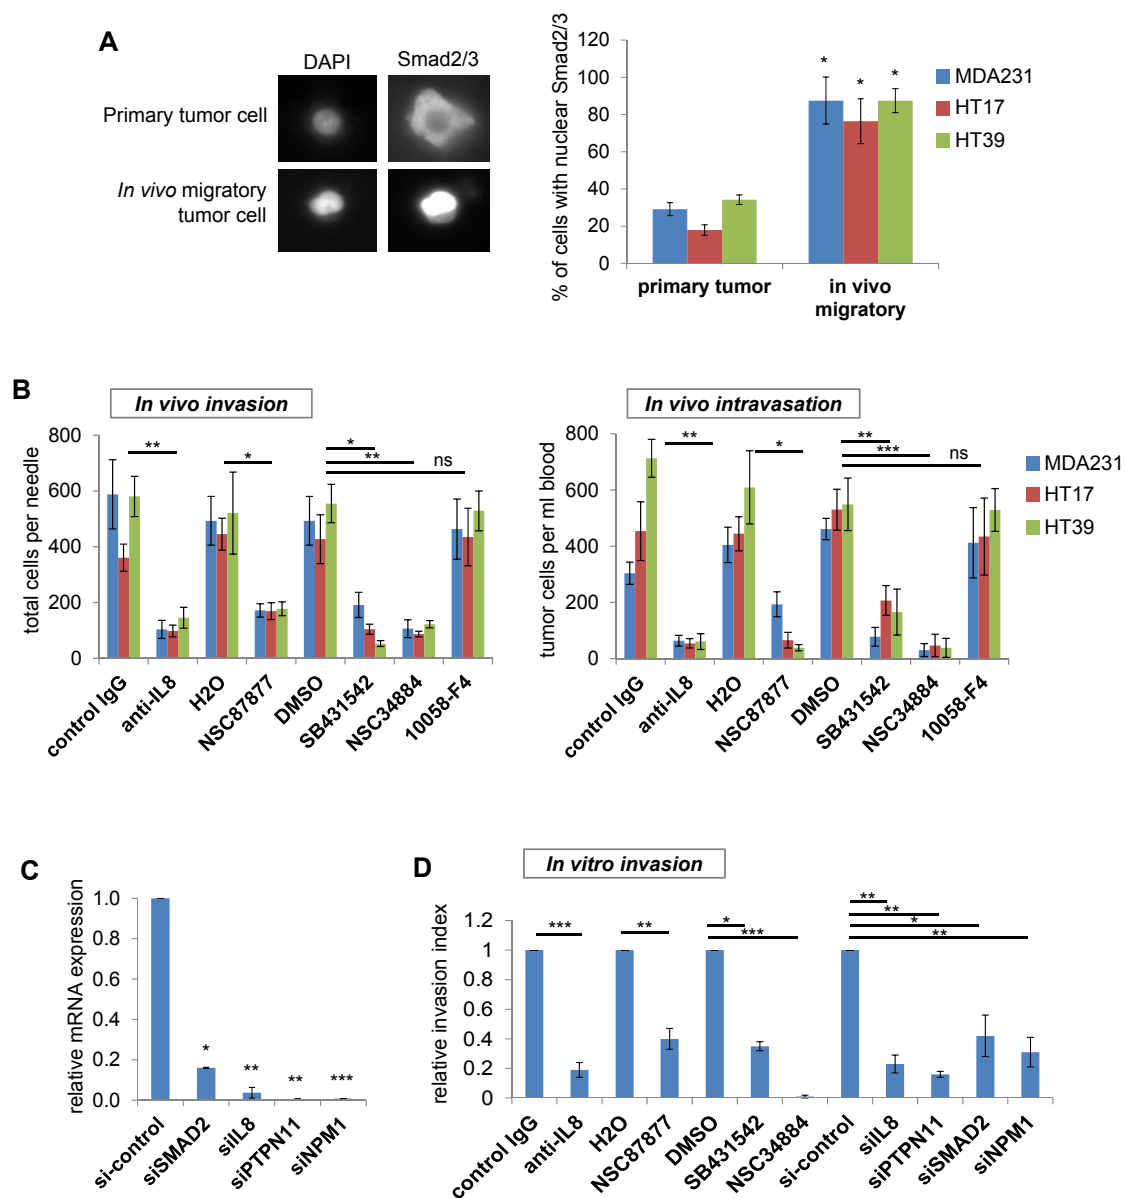 A
DAPI
Smad2/3
Primary tumor cell
In vivo migratory
tumor cell
% of cells with nuclear Smad2/3
120
100
80
60
40
20
0
*
*
*
primary tumor
in vivo
migratory
MDA231
HT17
HT39
B
In vivo invasion
total cells per needle
800
600
400
200
0
**
*
*
**
ns
control IgG
anti-IL8
H2O
NSC87877
DMSO
SB431542
NSC34884
10058-F4
In vivo intravasation
tumor cells per ml blood
800
600
400
200
0
**
*
**
***
ns
control IgG
anti-IL8
H2O
NSC87877
DMSO
SB431542
NSC34884
10058-F4
MDA231
HT17
HT39
C
relative mRNA expression
1.0
0.8
0.6
0.4
0.2
0.0
*
**
**
***
si-control
siSMAD2
siIL8
siPTPN11
siNPM1
D
In vitro invasion
relative invasion index
1.2
1
0.8
0.6
0.4
0.2
0
***
**
*
***
**
**
*
**
control IgG
anti-IL8
H2O
NSC87877
DMSO
SB431542
NSC34884
si-control
siIL8
siPTPN11
siSMAD2
siNPM1